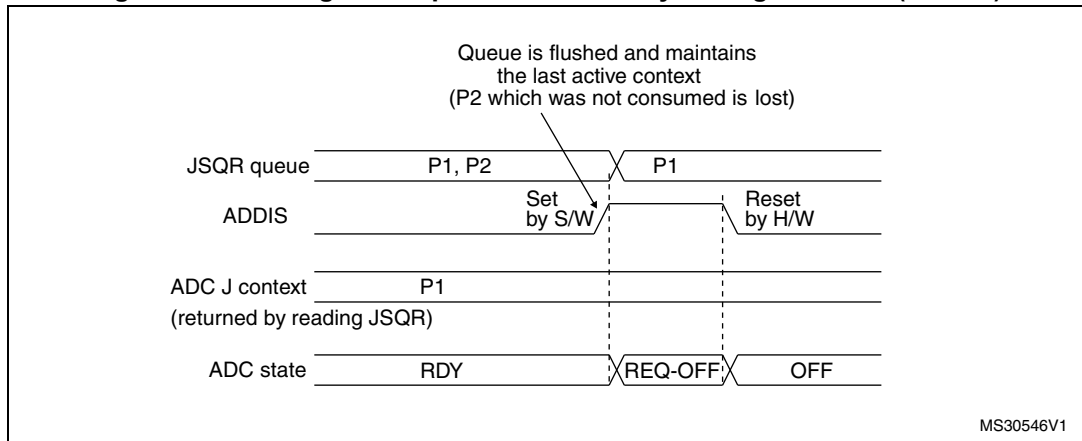 Queue is flushed and maintains
the last active context
(P2 which was not consumed is lost)
JSQR queue P1, P2 P1
Set Reset
ADDIS by S/W by H/W
ADC J context P1
(returned by reading JSQR)
ADC state RDY REQ-OFF OFF
MS30546V1